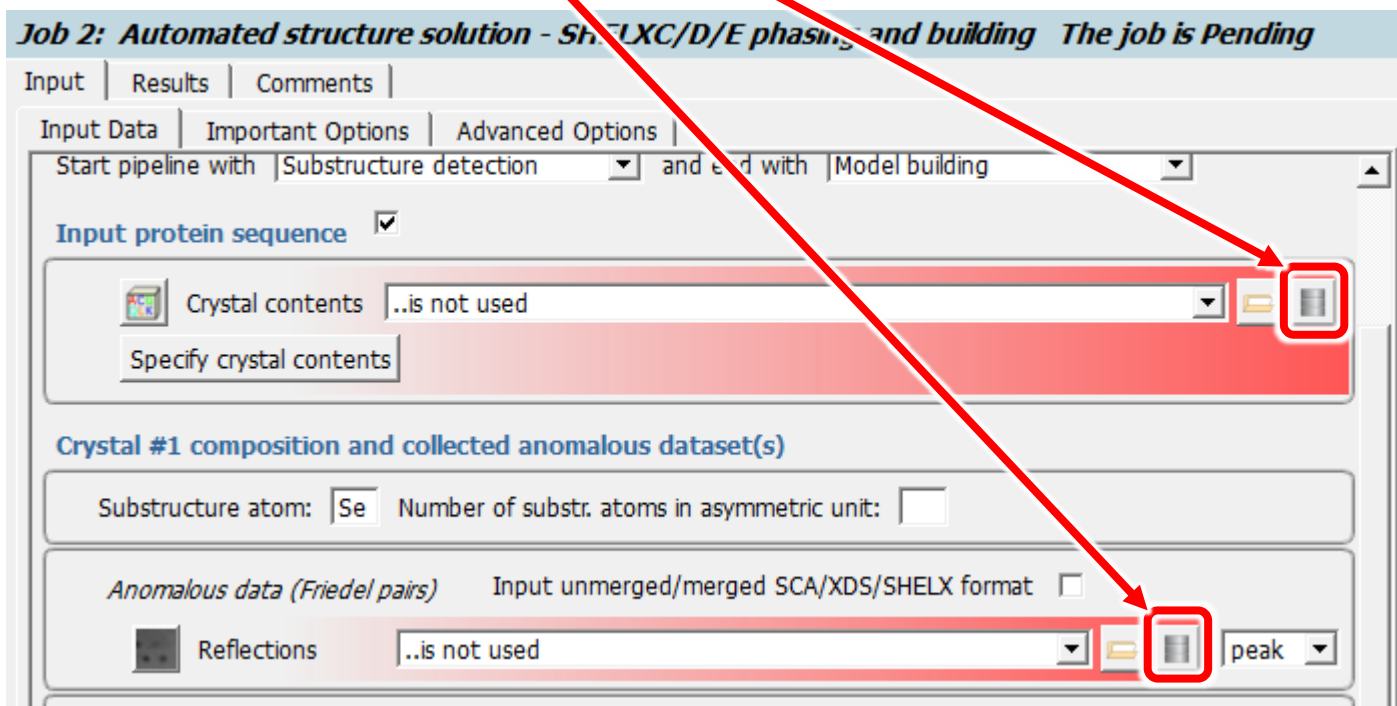 Job 2: Automated structure solution - SHELXC/D/E phasing and building The job is Pending
Input Results Comments
Input Data Important Options Advanced Options
Start pipeline with Substructure detection and end with Model building
Input protein sequence
Crystal contents ..is not used
Specify crystal contents
Crystal #1 composition and collected anomalous dataset(s)
Substructure atom: Se Number of substr. atoms in asymmetric unit:
Anomalous data (Friedel pairs) Input unmerged/merged SCA/XDS/SHELX format
Reflections ..is not used peak